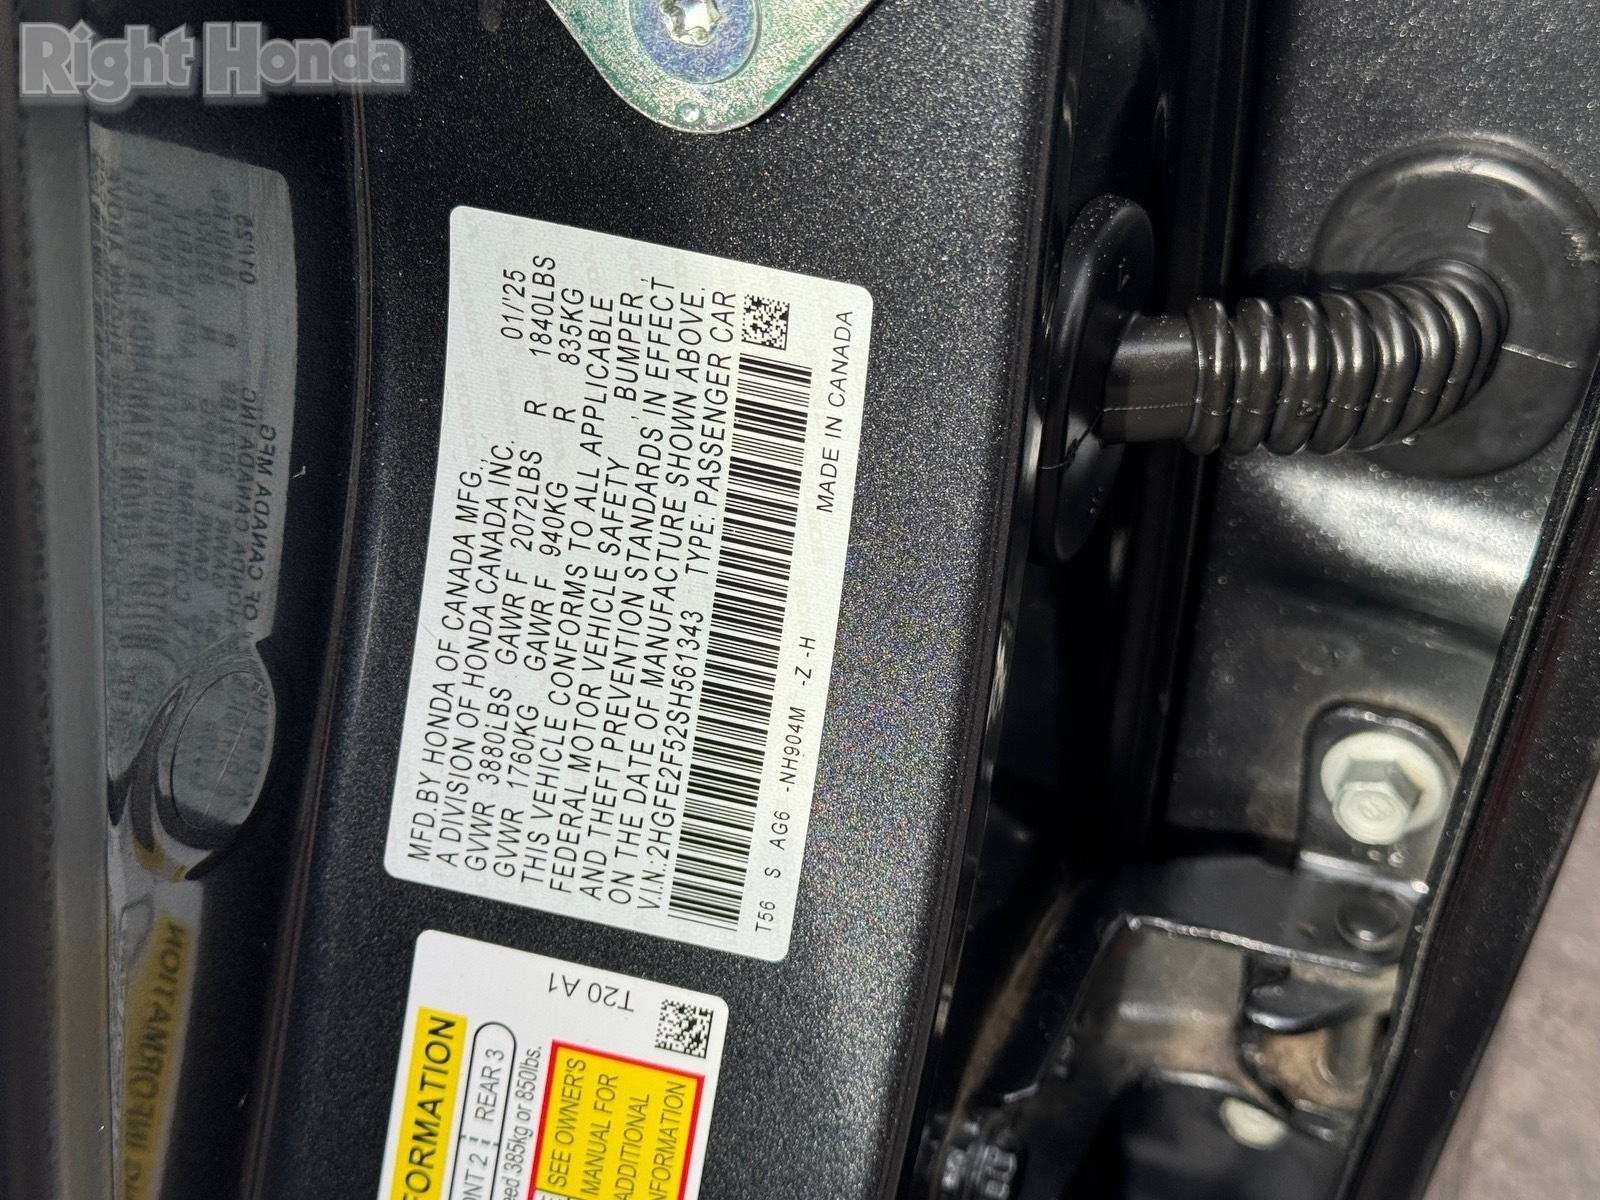 Right Honda
MFD.BY HONDA OF CANADA MFG.,
A DIVISION OF HONDA CANADA INC. 01/'25
GVWR 3880LBS GAWR F 2072LBS R 1840LBS
GVWR 1760KG GAWR F 940KG R 835KG
THIS VEHICLE CONFORMS TO ALL APPLICABLE
FEDERAL MOTOR VEHICLE SAFETY , BUMPER ,
AND THEFT PREVENTION STANDARDS IN EFFECT
ON THE DATE OF MANUFACTURE SHOWN ABOVE.
V.I.N.:2HGFE2F52SH561343 TYPE: PASSENGER CAR
T56 S AG6 -NH904M -Z -H MADE IN CANADA
T20 A1
REAR 3
385kg or 850lbs.
SEE OWNER'S
MANUAL FOR
ADDITIONAL